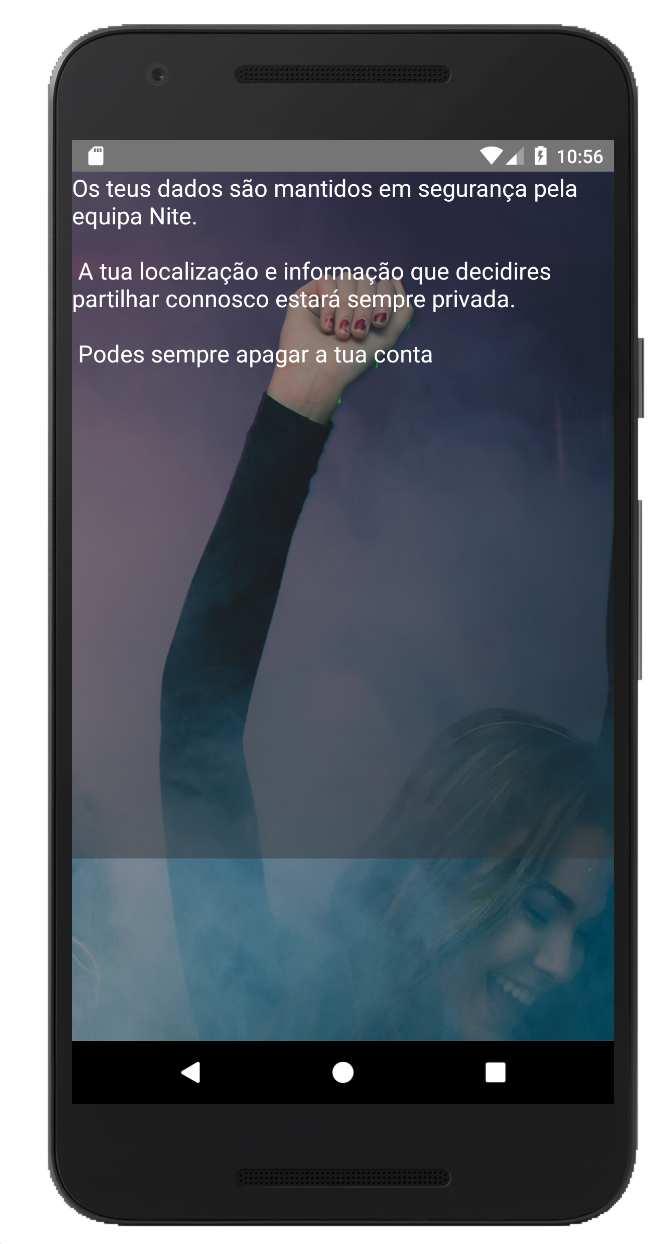 10:56
Os teus dados são mantidos em segurança pela
equipa Nite.
A tua localização e informação que decidires
partilhar connosco estará sempre privada.
Podes sempre apagar a tua conta